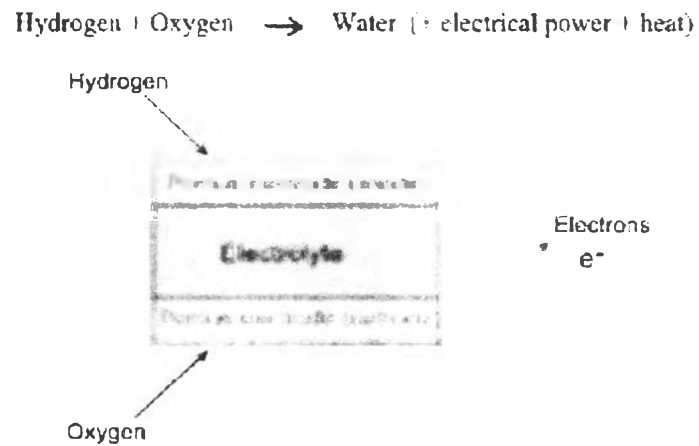 Hydrogen + Oxygen → Water (+ electrical power + heat)
Hydrogen
Electrolyte
Electrons
e⁻
Oxygen